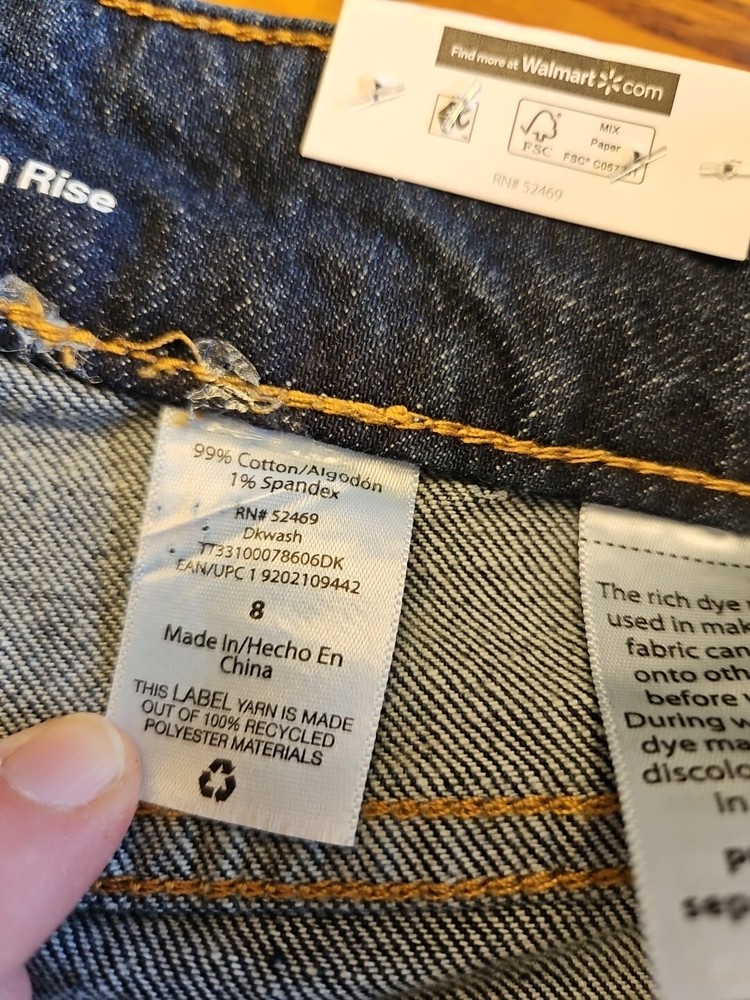 Find more at Walmart com
MIX
Paper
FSC
FSC®
RN# 52469
Rise
99% Cotton/Algodón
1% Spandex
RN# 52469
Dkwash
TT33100078606DK
EAN/UPC 1 9202109442
8
Made In/Hecho En
China
THIS LABEL YARN IS MADE
OUT OF 100% RECYCLED
POLYESTER MATERIALS
The rich dye
used in mak
fabric can
onto oth
before
During w
dye ma
discolo
in
sep